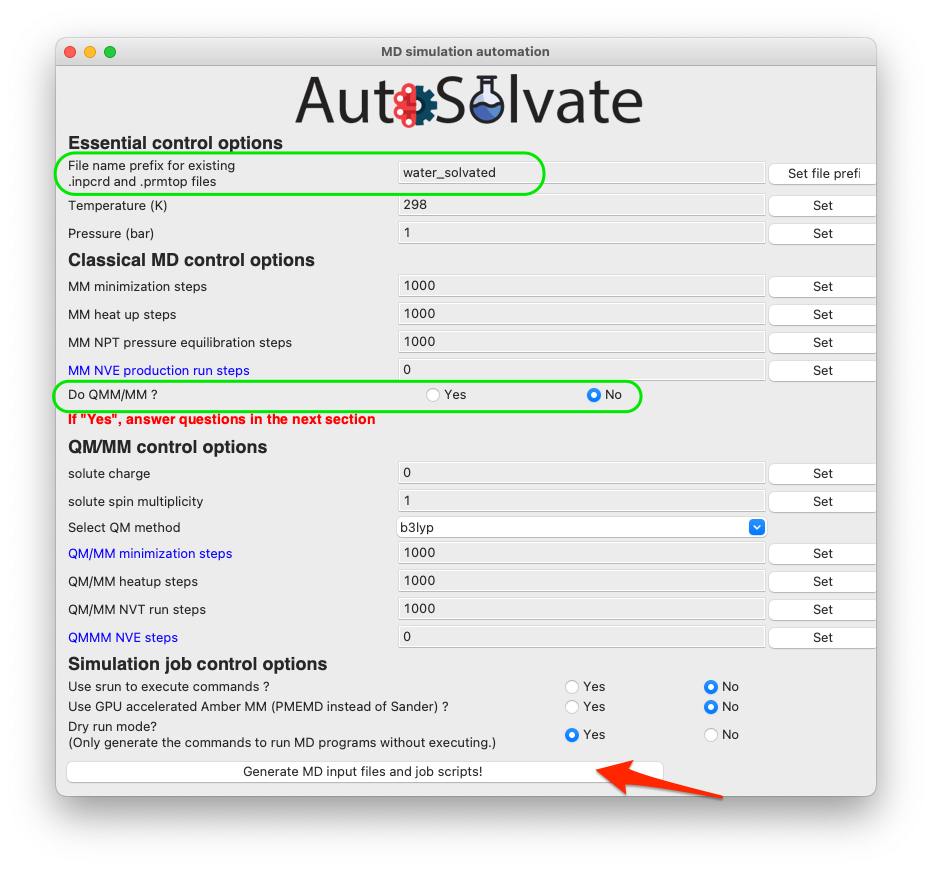 MD simulation automation
AutoSolvate
Essential control options
File name prefix for existing
.inpcrd and .prmtop files
water_solvated
Set file prefi
Temperature (K)
298
Set
Pressure (bar)
1
Set
Classical MD control options
MM minimization steps
1000
Set
MM heat up steps
1000
Set
MM NPT pressure equilibration steps
1000
Set
MM NVE production run steps
0
Set
Do QMM/MM ?
Yes
No
If "Yes", answer questions in the next section
QM/MM control options
solute charge
0
Set
solute spin multiplicity
1
Set
Select QM method
b3lyp
QM/MM minimization steps
1000
Set
QM/MM heatup steps
1000
Set
QM/MM NVT run steps
1000
Set
QMMM NVE steps
0
Set
Simulation job control options
Use srun to execute commands ?
Yes
No
Use GPU accelerated Amber MM (PMEMD instead of Sander) ?
Yes
No
Dry run mode?
(Only generate the commands to run MD programs without executing.)
Yes
No
Generate MD input files and job scripts!